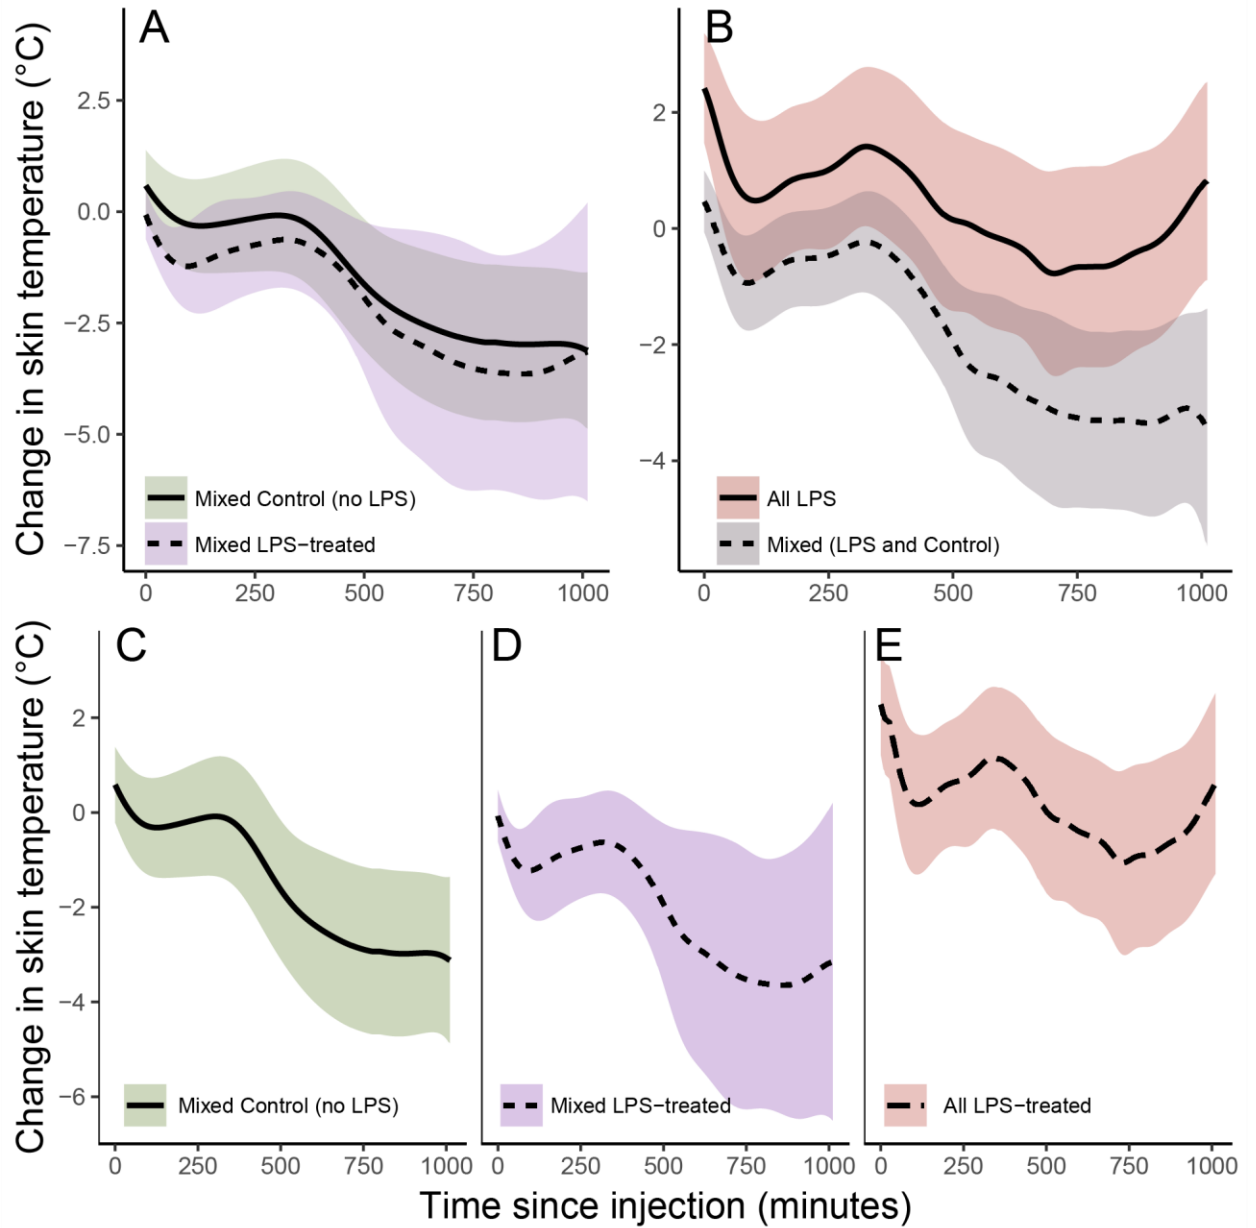 A
B
Change in skin temperature (°C)
2.5
0.0
−2.5
−5.0
−7.5
Mixed Control (no LPS)
Mixed LPS−treated
0 250 500 750 1000
2
0
−2
−4
All LPS
Mixed (LPS and Control)
0 250 500 750 1000
C
D
E
Change in skin temperature (°C)
2
0
−2
−4
−6
Mixed Control (no LPS)
Mixed LPS−treated
All LPS−treated
0 250 500 750 1000
0 250 500 750 1000
0 250 500 750 1000
Time since injection (minutes)